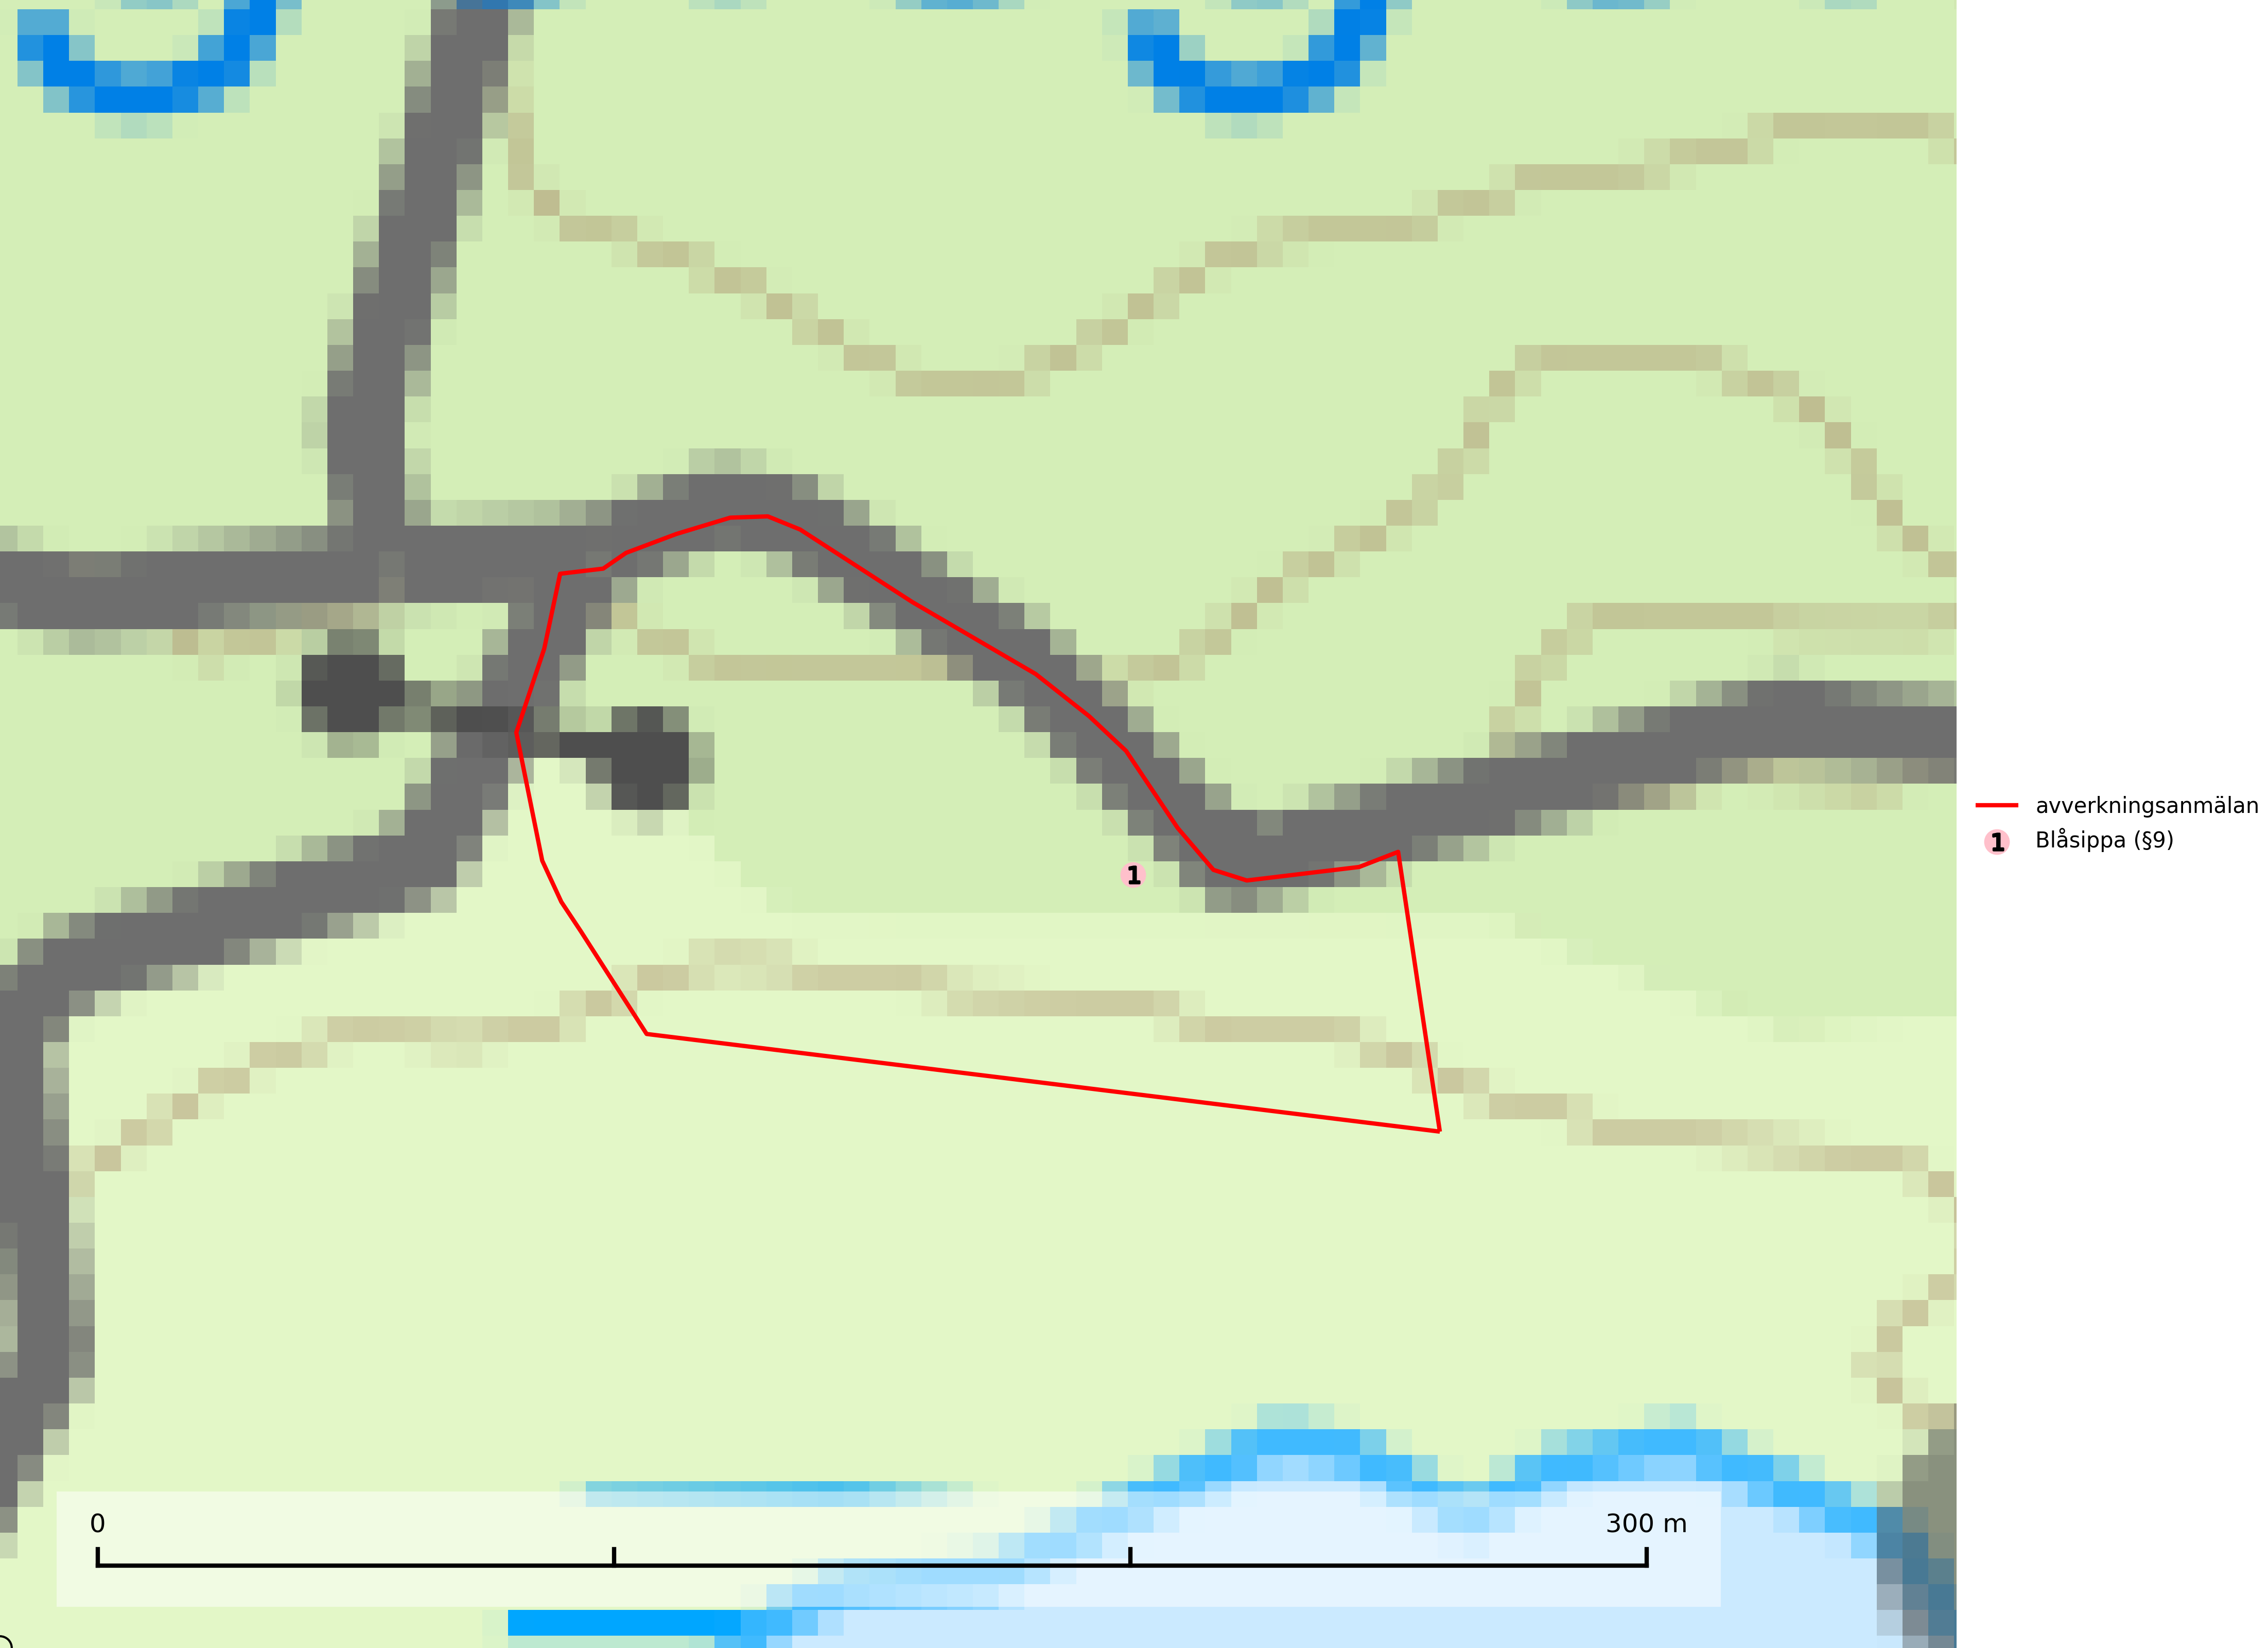 avverkningsanmälan
1 Blåsippa (§9)
1
0 300 m